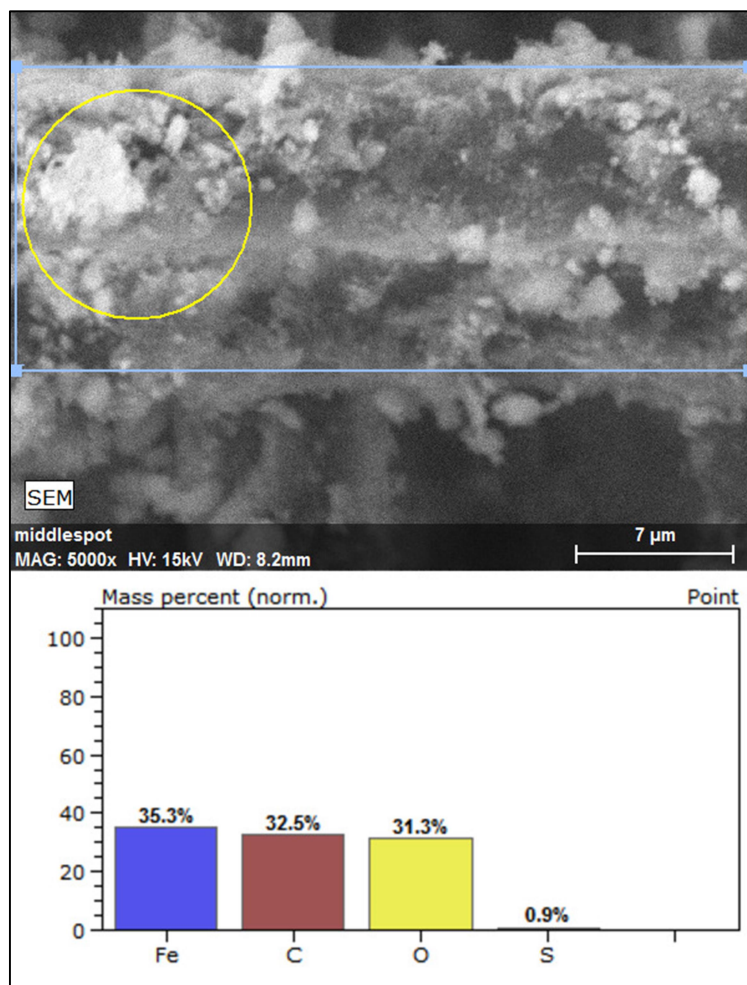 SEM
middlespot
7 µm
MAG: 5000x HV: 15kV WD: 8.2mm
Mass percent (norm.) Point
100
80
60
40
20
0
35.3%
32.5%
31.3%
0.9%
Fe C O S